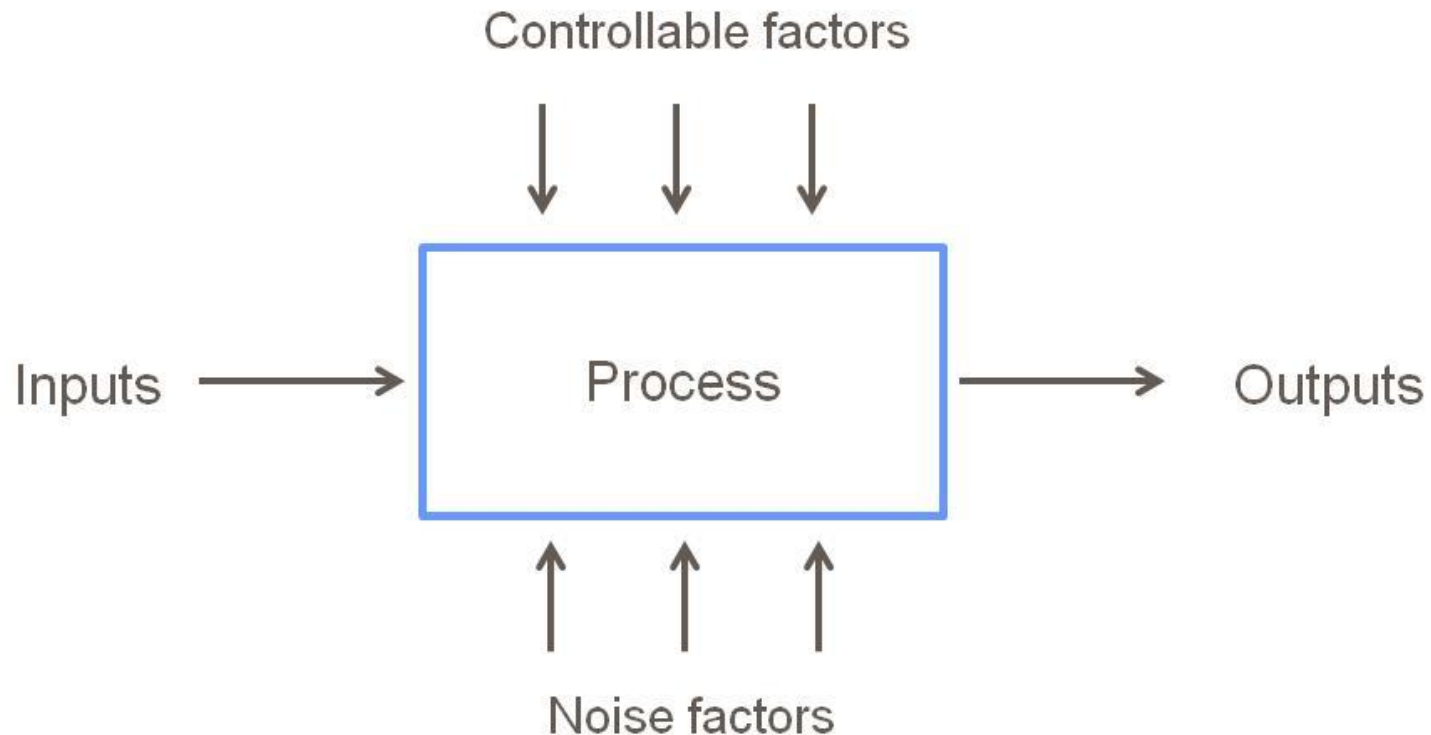 Controllable factors
Inputs
Process
Outputs
Noise factors